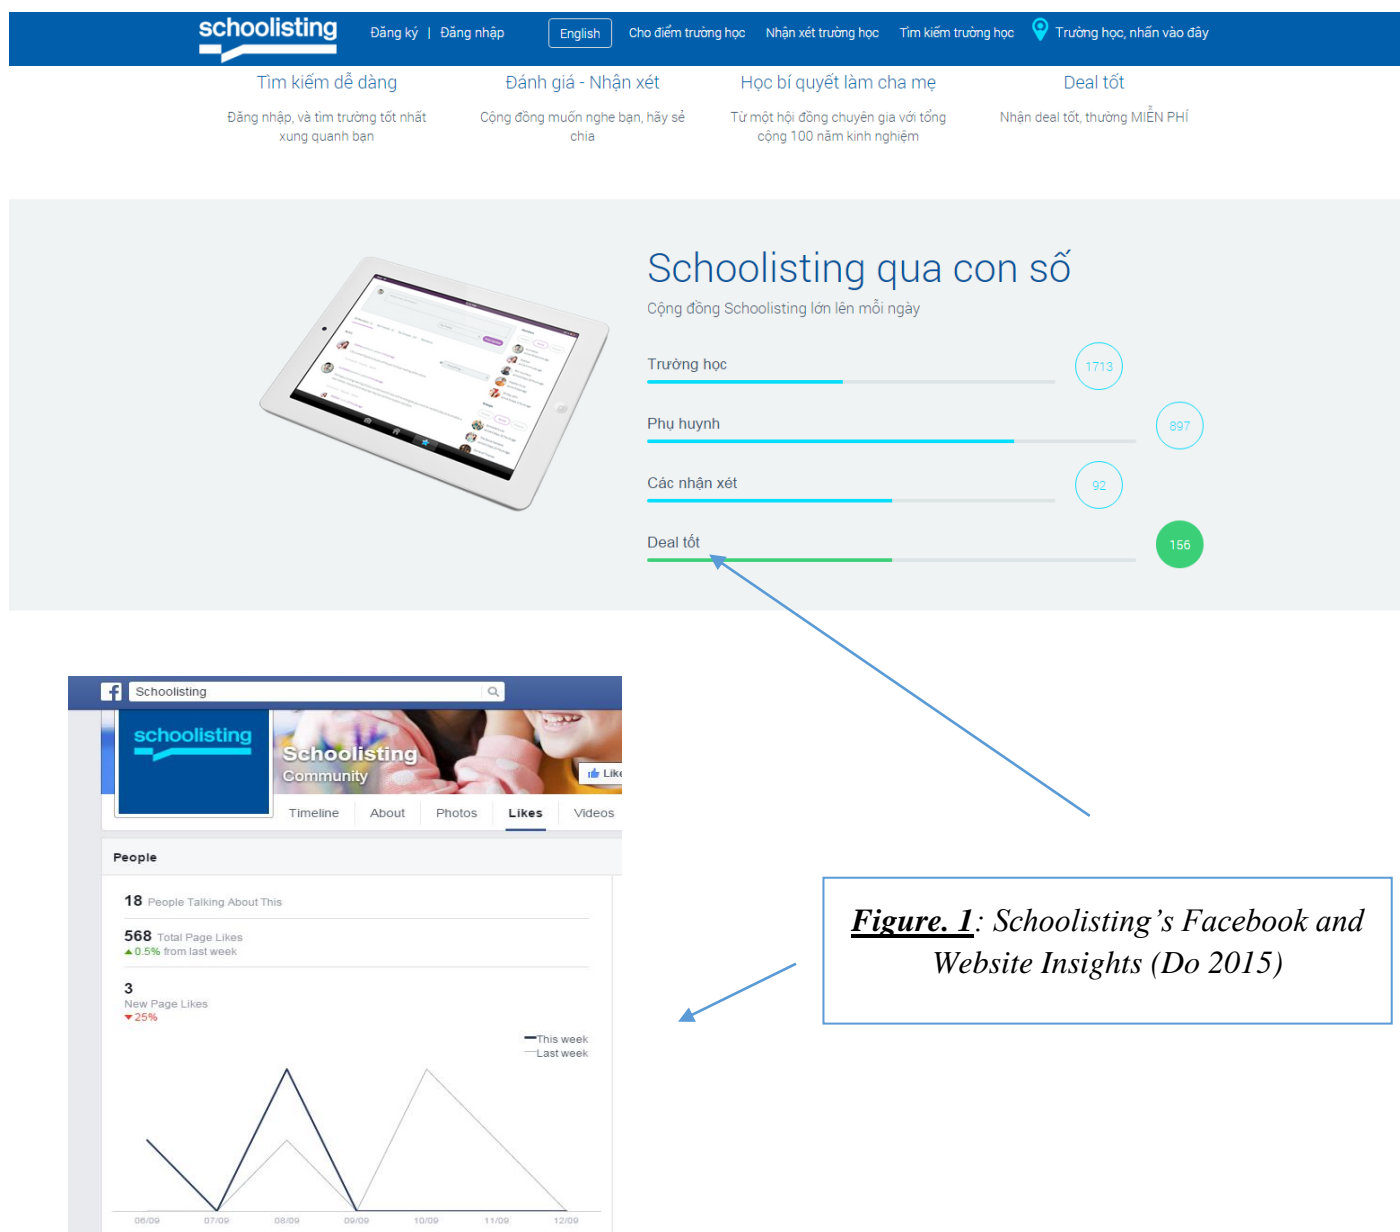 schoolisting Đăng ký | Đăng nhập English Cho điểm trường học Nhận xét trường học Tìm kiếm trường học Trường học, nhấn vào đây
Tìm kiếm dễ dàng
Đăng nhập, và tìm trường tốt nhất
xung quanh bạn
Đánh giá - Nhận xét
Cộng đồng muốn nghe bạn, hãy sẻ
chia
Học bí quyết làm cha mẹ
Từ một hội đồng chuyên gia với tổng
cộng 100 năm kinh nghiệm
Deal tốt
Nhận deal tốt, thường MIỄN PHÍ
Schoolisting qua con số
Cộng đồng Schoolisting lớn lên mỗi ngày
Trường học 1713
Phụ huynh 897
Các nhận xét 92
Deal tốt 156
Schoolisting
schoolisting
Schoolisting
Community
Like
Timeline About Photos Likes Videos
People
18 People Talking About This
568 Total Page Likes
▲0.5% from last week
3
New Page Likes
▼25%
This week
Last week
06/09 07/09 08/09 09/09 10/09 11/09 12/09
Figure. 1: Schoolisting’s Facebook and
Website Insights (Do 2015)